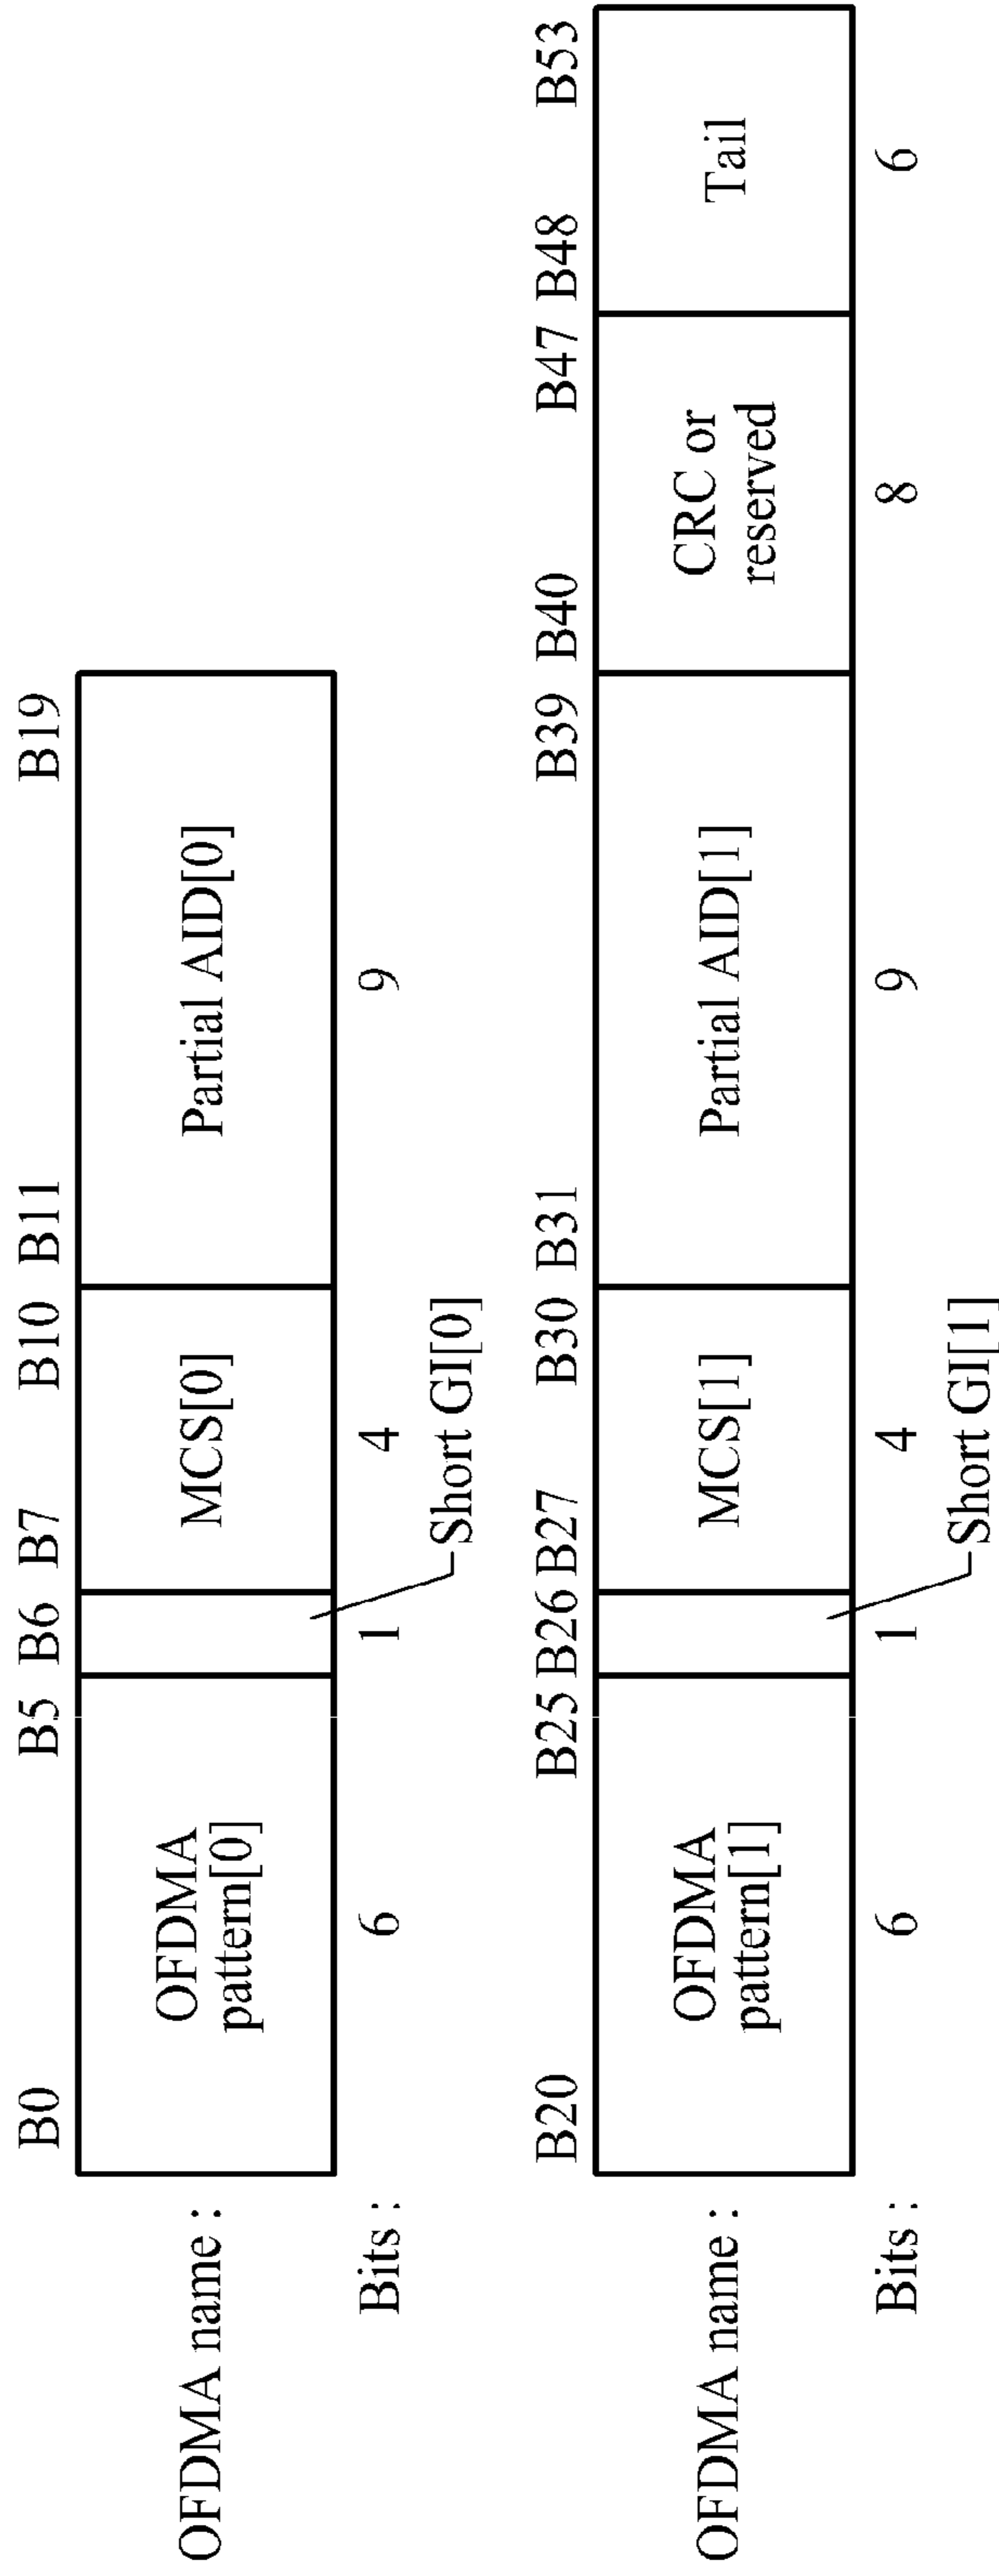 B0 B5 B6 B7 B10 B11 B19
OFDMA name : OFDMA pattern[0] MCS[0] Partial AID[0]
Bits : 6 1 4 9
Short GI[0]
B20 B25 B26 B27 B30 B31 B39 B40 B47 B48 B53
OFDMA name : OFDMA pattern[1] MCS[1] Partial AID[1] CRC or reserved Tail
Bits : 6 1 4 9 8 6
Short GI[1]